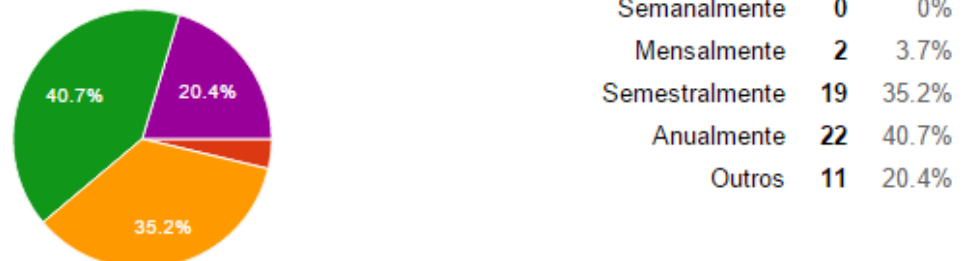 Semanalmente 0 0%
Mensalmente 2 3.7%
Semestralmente 19 35.2%
Anualmente 22 40.7%
Outros 11 20.4%
40.7%
20.4%
35.2%